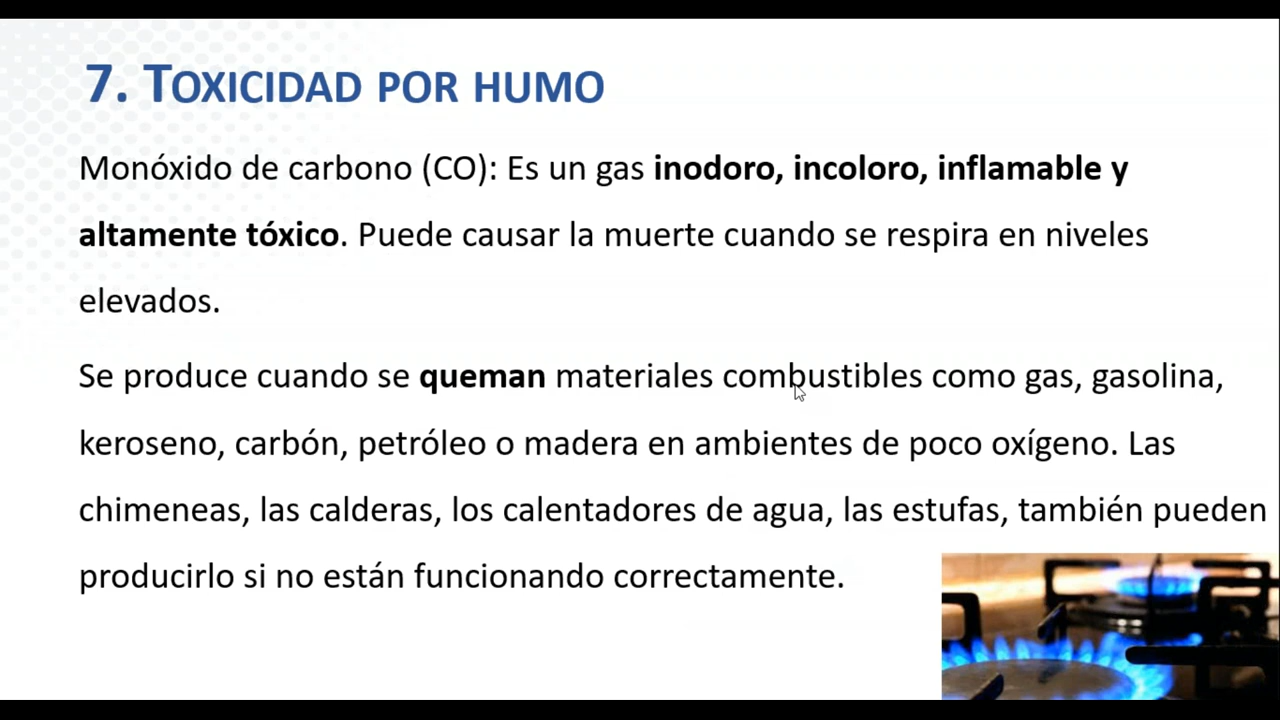 7. TOXICIDAD POR HUMO
Monóxido de carbono (CO): Es un gas inodoro, incoloro, inflamable y
altamente tóxico. Puede causar la muerte cuando se respira en niveles
elevados.
Se produce cuando se queman materiales combustibles como gas, gasolina,
keroseno, carbón, petróleo o madera en ambientes de poco oxígeno. Las
chimeneas, las calderas, los calentadores de agua, las estufas, también pueden
producirlo si no están funcionando correctamente.